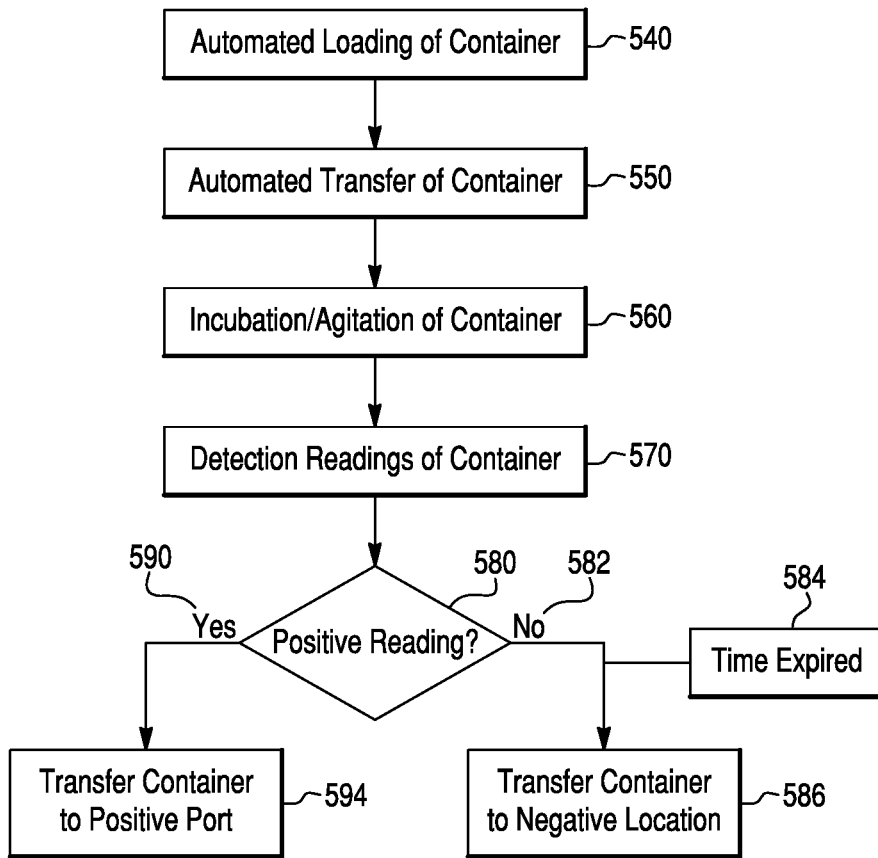 Automated Loading of Container 540
Automated Transfer of Container 550
Incubation/Agitation of Container 560
Detection Readings of Container 570
590
580
582
584
Yes
Positive Reading?
No
Time Expired
Transfer Container
to Positive Port
594
Transfer Container
to Negative Location
586